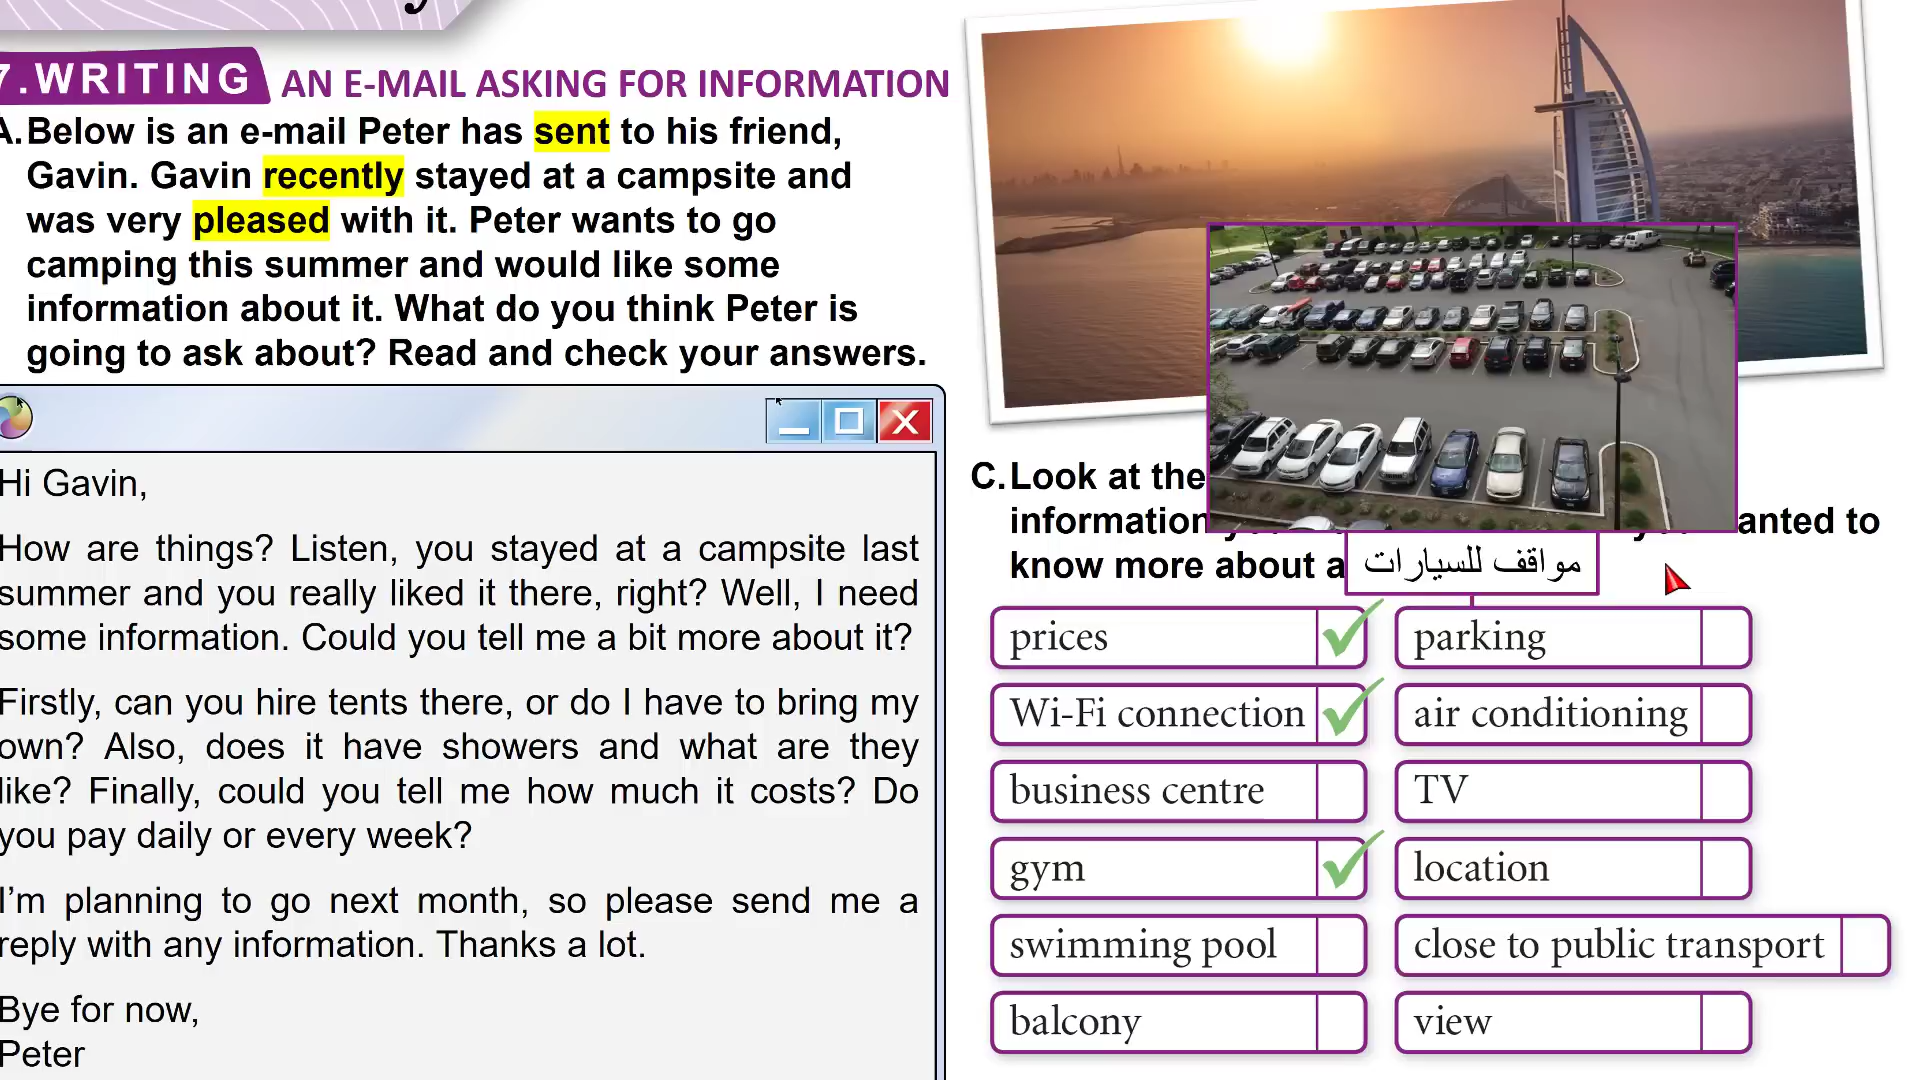 7. WRITING AN E-MAIL ASKING FOR INFORMATION
A. Below is an e-mail Peter has sent to his friend,
Gavin. Gavin recently stayed at a campsite and
was very pleased with it. Peter wants to go
camping this summer and would like some
information about it. What do you think Peter is
going to ask about? Read and check your answers.
Hi Gavin,
How are things? Listen, you stayed at a campsite last
summer and you really liked it there, right? Well, I need
some information. Could you tell me a bit more about it?
Firstly, can you hire tents there, or do I have to bring my
own? Also, does it have showers and what are they
like? Finally, could you tell me how much it costs? Do
you pay daily or every week?
I'm planning to go next month, so please send me a
reply with any information. Thanks a lot.
Bye for now,
Peter
C. Look at the
information
anted to
know more about a
مواقف للسيارات
prices
parking
Wi-Fi connection
air conditioning
business centre
TV
gym
location
swimming pool
close to public transport
balcony
view